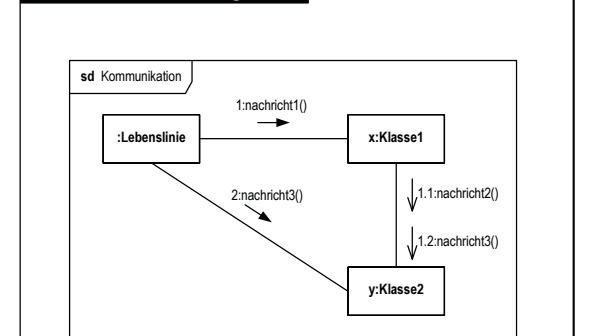 sd Kommunikation
1:nachricht1()
:Lebenslinie
x:Klasse1
2:nachricht3()
1.1:nachricht2()
1.2:nachricht3()
y:Klasse2